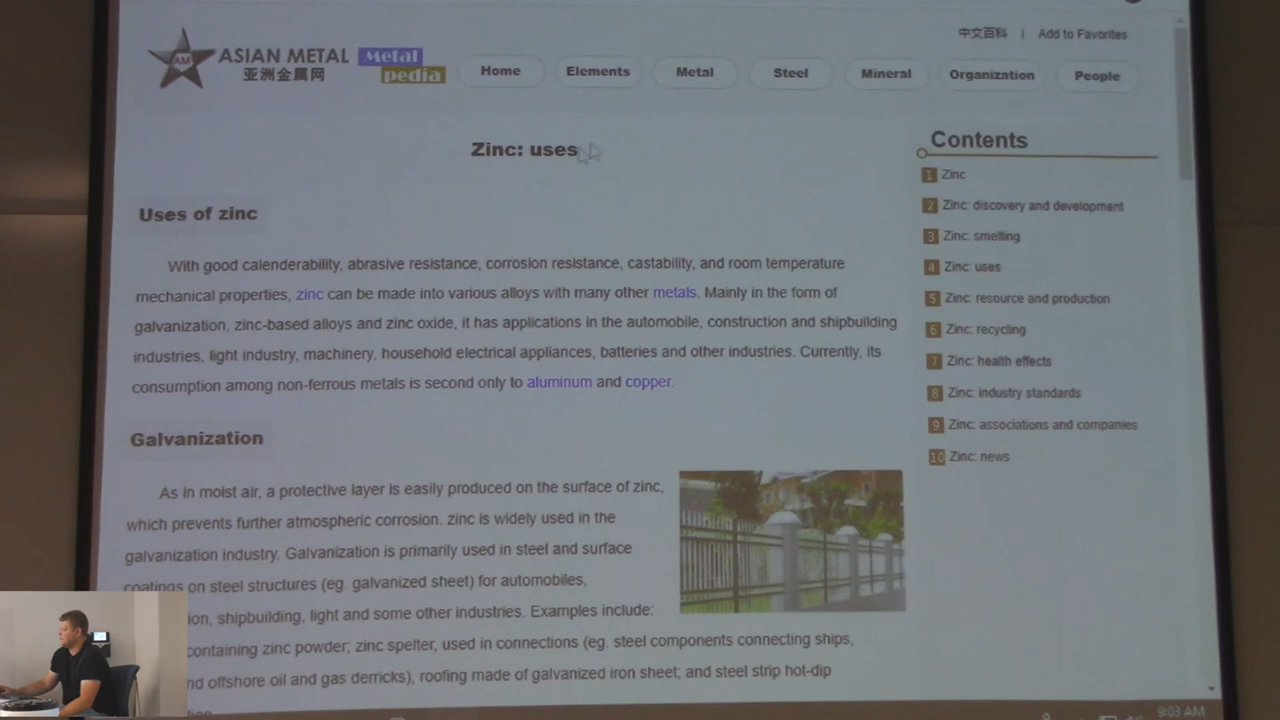 中文百科 | Add to Favorites
AM ASIAN METAL
亚洲金属网
Metal
pedia
Home Elements Metal Steel Mineral Organization People
Zinc: uses
Uses of zinc
With good calenderability, abrasive resistance, corrosion resistance, castability, and room temperature
mechanical properties, zinc can be made into various alloys with many other metals. Mainly in the form of
galvanization, zinc-based alloys and zinc oxide, it has applications in the automobile, construction and shipbuilding
industries, light industry, machinery, household electrical appliances, batteries and other industries. Currently, its
consumption among non-ferrous metals is second only to aluminum and copper.
Galvanization
As in moist air, a protective layer is easily produced on the surface of zinc,
which prevents further atmospheric corrosion. zinc is widely used in the
galvanization industry. Galvanization is primarily used in steel and surface
coatings on steel structures (eg. galvanized sheet) for automobiles,
ion, shipbuilding, light and some other industries. Examples include:
containing zinc powder; zinc spelter, used in connections (eg. steel components connecting ships,
nd offshore oil and gas derricks), roofing made of galvanized iron sheet; and steel strip hot-dip
Contents
1 Zinc
2 Zinc: discovery and development
3 Zinc: smelting
4 Zinc: uses
5 Zinc: resource and production
6 Zinc: recycling
7 Zinc: health effects
8 Zinc: industry standards
9 Zinc: associations and companies
10 Zinc: news
9:03 AM